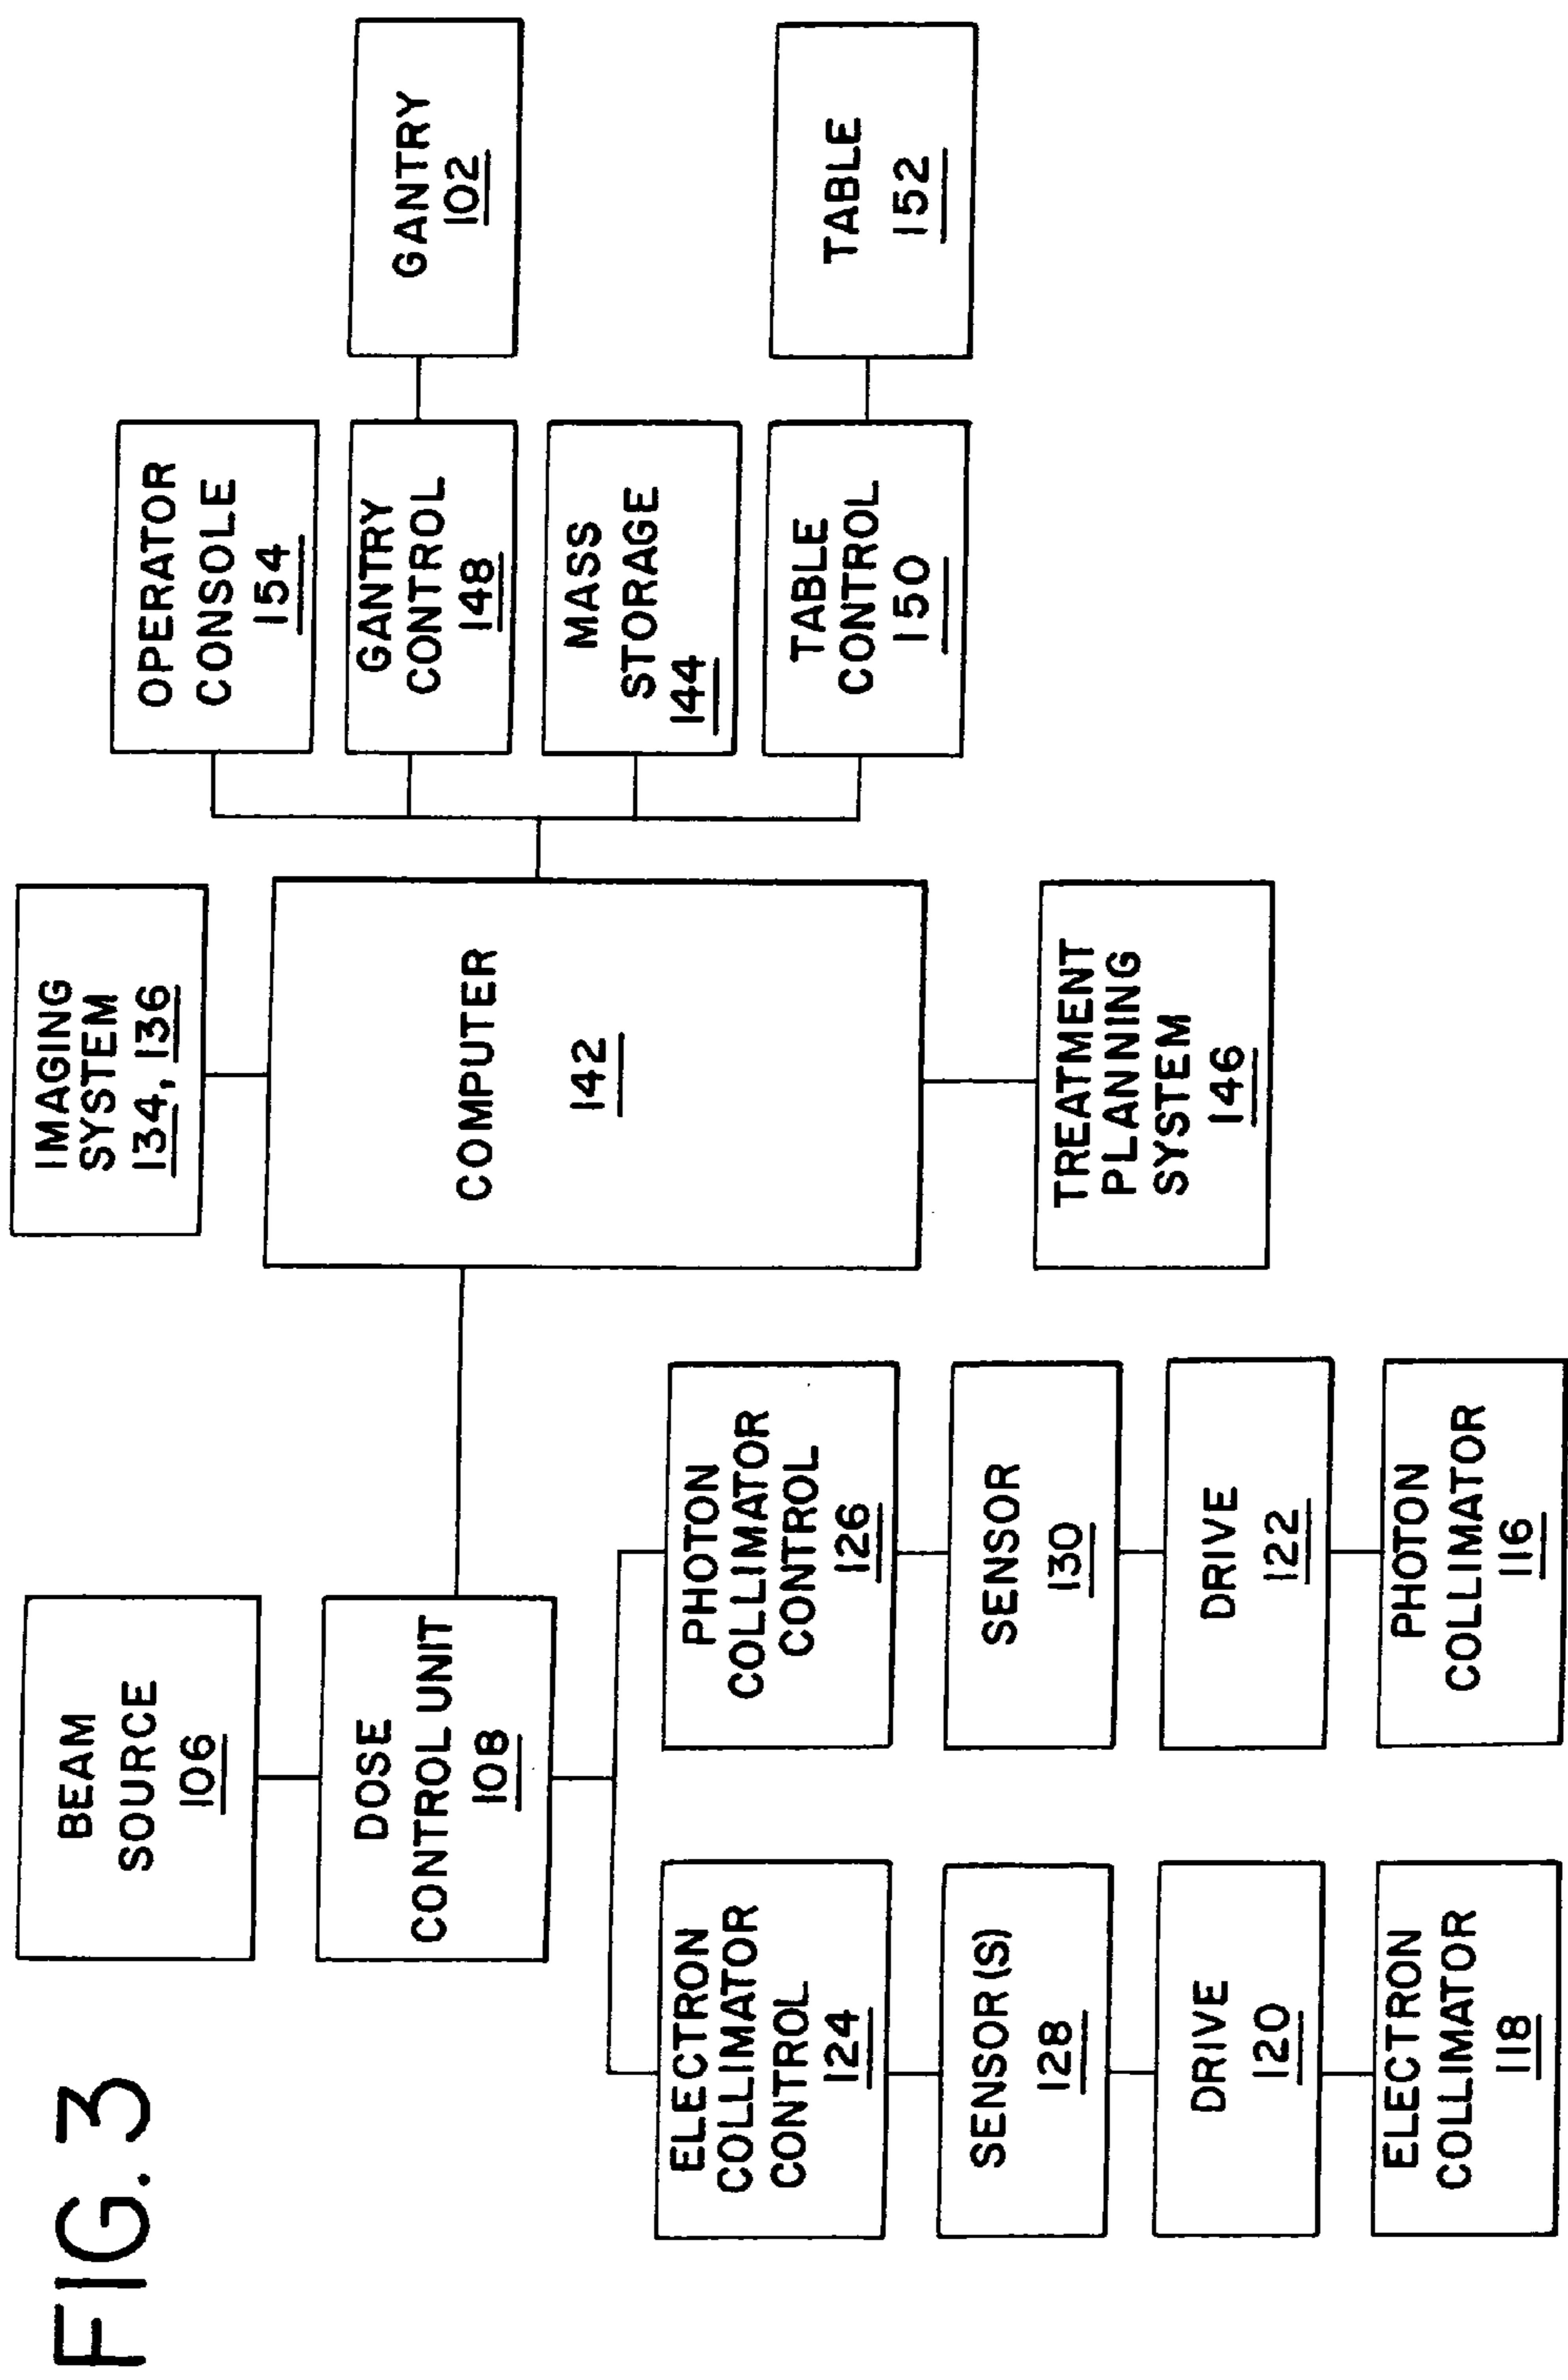 FIG. 3
BEAM
SOURCE
106
DOSE
CONTROL UNIT
108
ELECTRON
COLLIMATOR
CONTROL
124
SENSOR(S)
128
DRIVE
120
ELECTRON
COLLIMATOR
118
PHOTON
COLLIMATOR
CONTROL
126
SENSOR
130
DRIVE
122
PHOTON
COLLIMATOR
116
IMAGING
SYSTEM
134, 136
COMPUTER
142
TREATMENT
PLANNING
SYSTEM
146
OPERATOR
CONSOLE
154
GANTRY
CONTROL
148
MASS
STORAGE
144
TABLE
CONTROL
150
GANTRY
102
TABLE
152